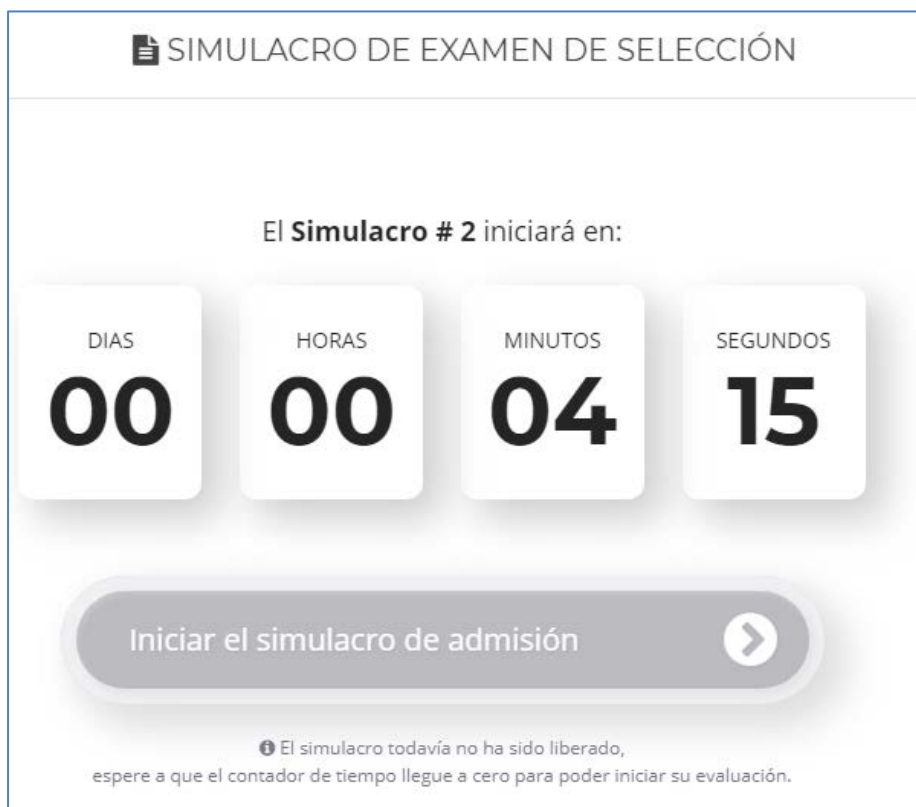 SIMULACRO DE EXAMEN DE SELECCIÓN
El Simulacro # 2 iniciará en:
DIAS HORAS MINUTOS SEGUNDOS
00 00 04 15
Iniciar el simulacro de admisión
El simulacro todavía no ha sido liberado,
espere a que el contador de tiempo llegue a cero para poder iniciar su evaluación.